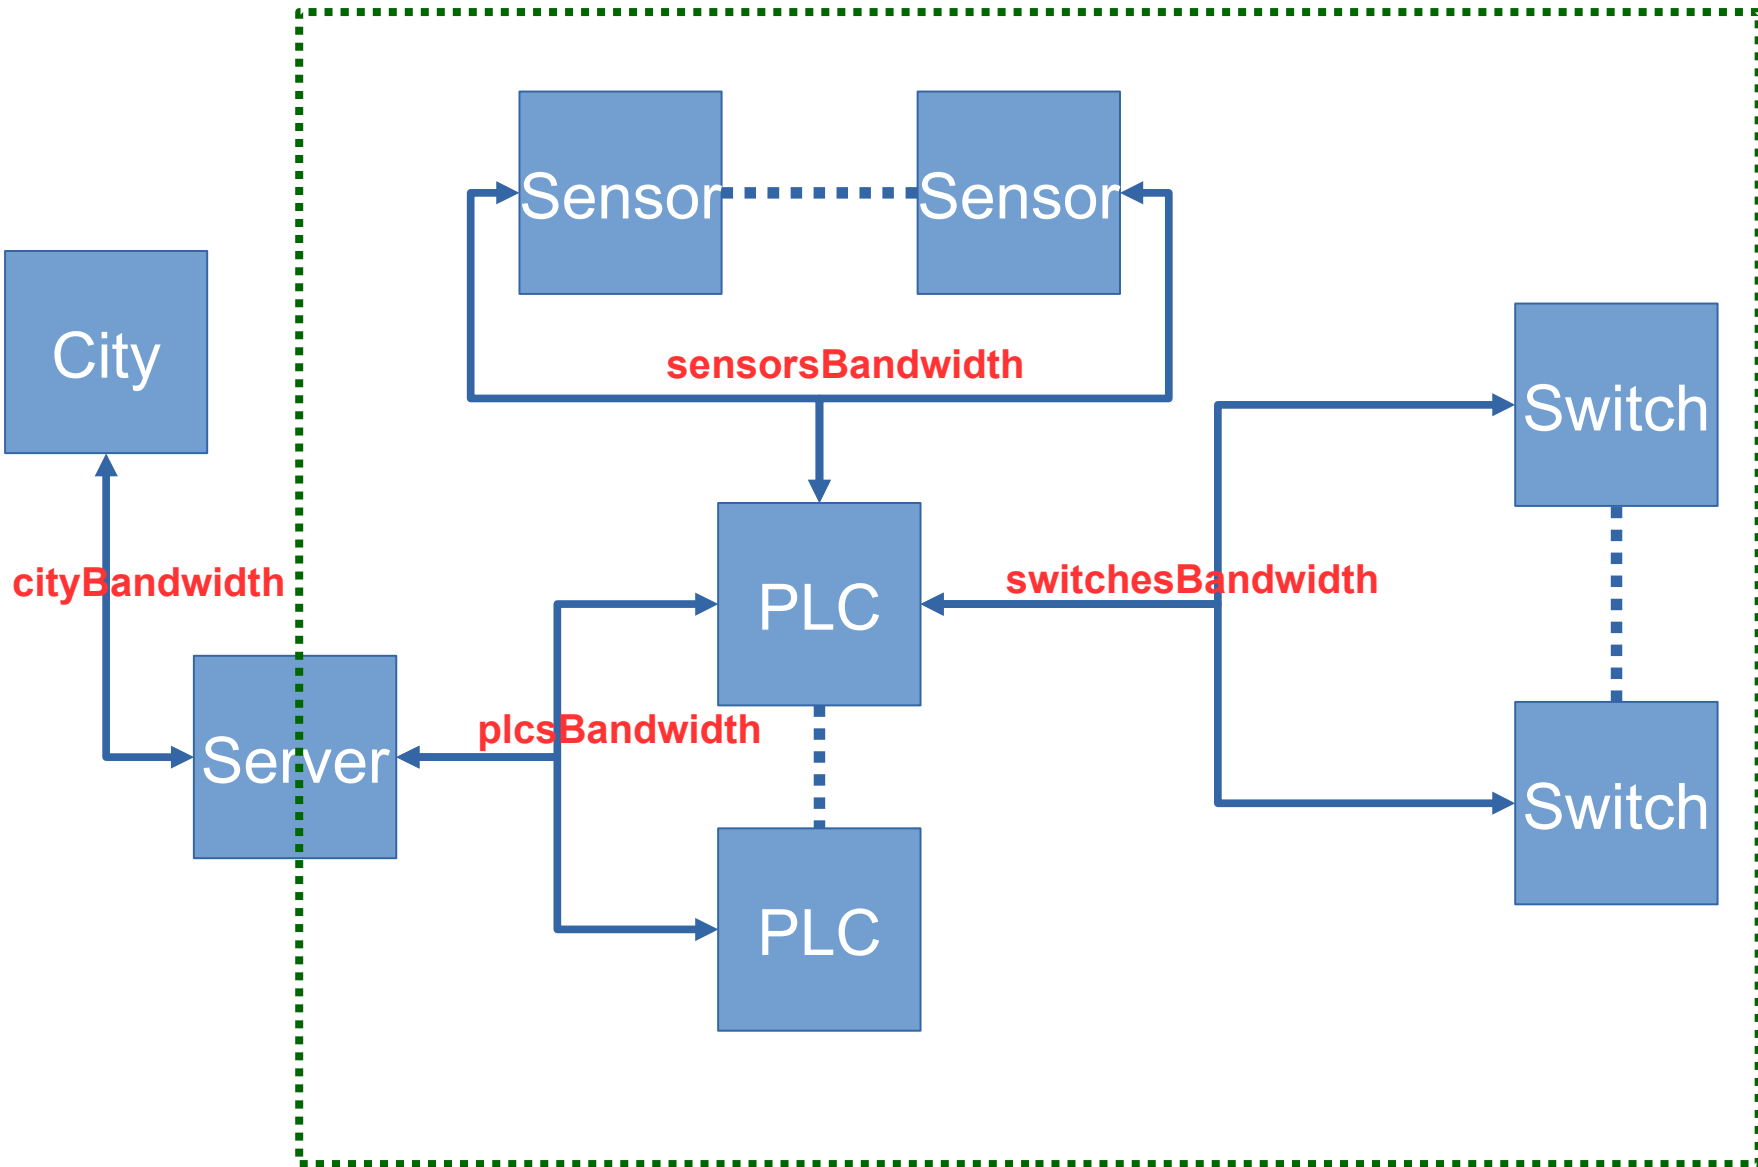 Sensor
Sensor
City
sensorsBandwidth
Switch
cityBandwidth
PLC
switchesBandwidth
plcsBandwidth
Server
Switch
PLC